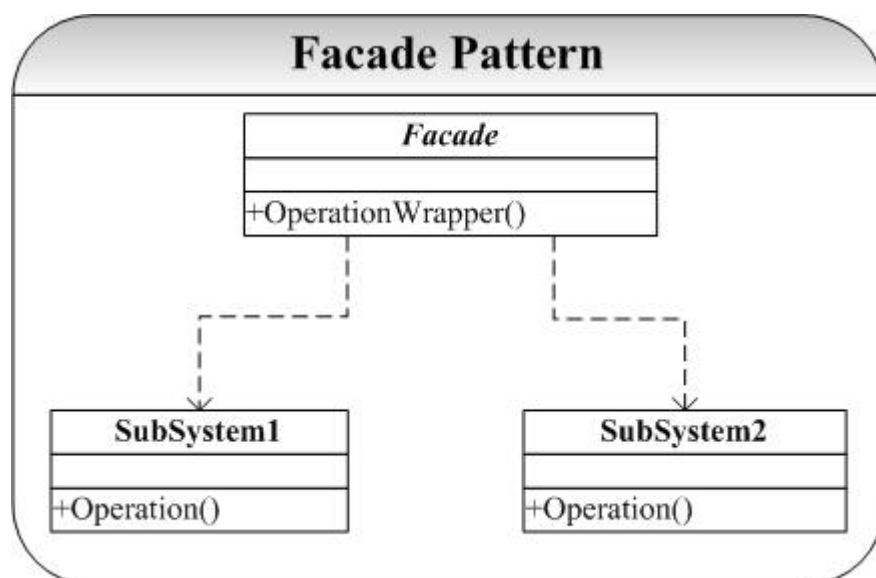 Facade Pattern
Facade
+OperationWrapper()
SubSystem1
+Operation()
SubSystem2
+Operation()